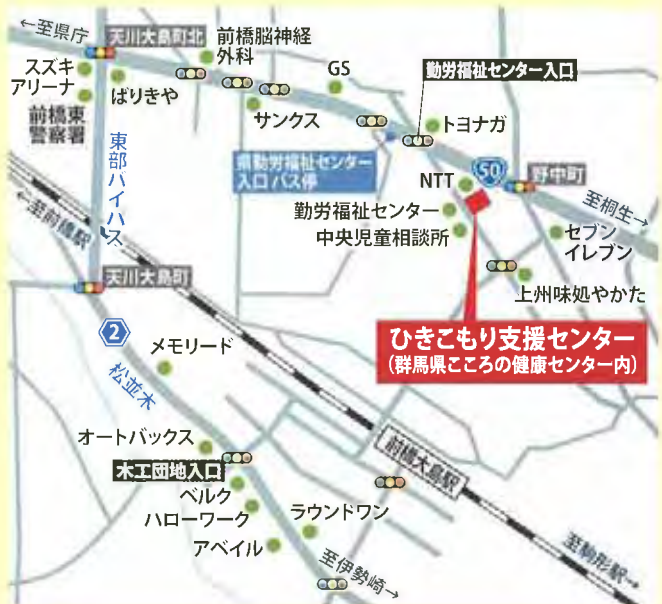 ←至県庁
天川大島町北
前橋脳神経
外科
スズキ
アリーナ
ばりきや
GS
勤労福祉センター入口
前橋東
警察署
サンクス
トヨナガ
東部バイパス
県勤労福祉センター
入口 バス停
NTT
50
野中町
←至前橋駅
勤労福祉センター
至桐生→
中央児童相談所
セブン
イレブン
天川大島町
上州味処やかた
2
ひきこもり支援センター
(群馬県こころの健康センター内)
メモリード
松並木
オートバックス
前橋大島駅
木工団地入口
ベルク
ハローワーク
ラウンドワン
アベイル
至伊勢崎→
至駒形駅→